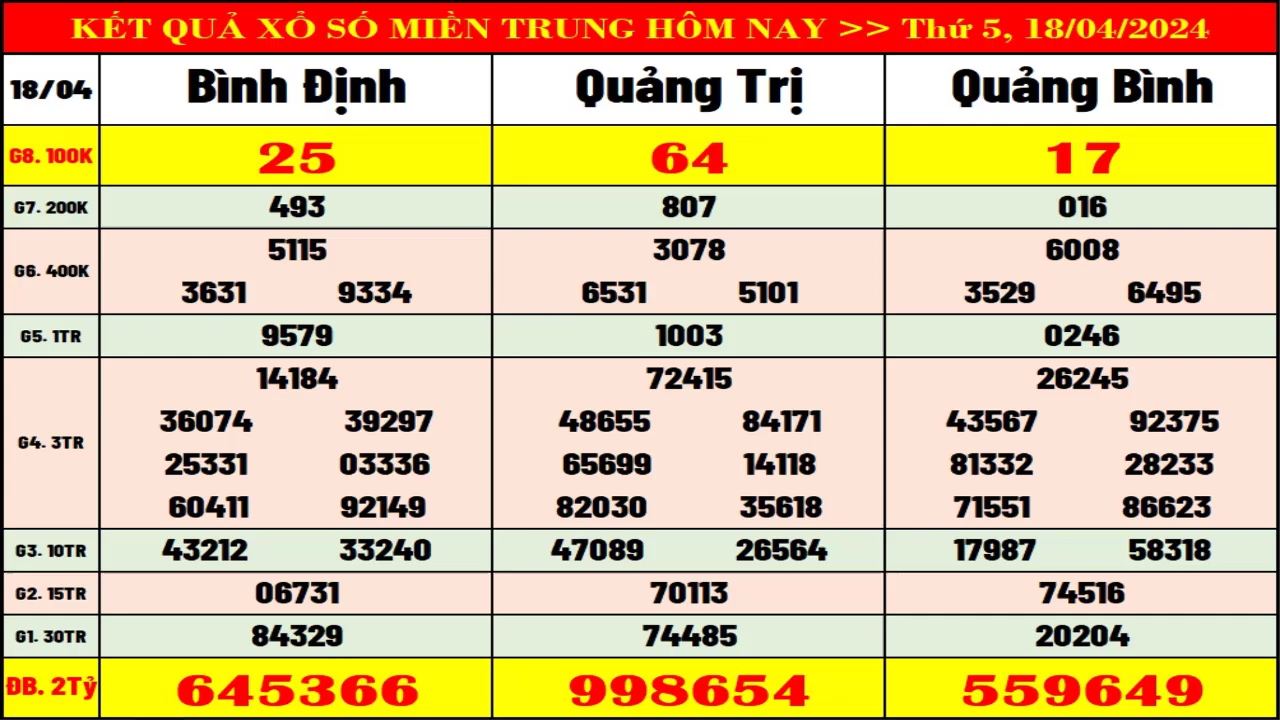 KẾT QUẢ XỔ SỐ MIỀN TRUNG HÔM NAY >> Thứ 5, 18/04/2024
18/04 Bình Định Quảng Trị Quảng Bình
G8. 100K 25 64 17
G7. 200K 493 807 016
G6. 400K
5115 3078 6008
3631 9334 6531 5101 3529 6495
G5. 1TR 9579 1003 0246
G4. 3TR
14184 72415 26245
36074 39297 48655 84171 43567 92375
25331 03336 65699 14118 81332 28233
60411 92149 82030 35618 71551 86623
G3. 10TR 43212 33240 47089 26564 17987 58318
G2. 15TR 06731 70113 74516
G1. 30TR 84329 74485 20204
ĐB. 2Tỷ 645366 998654 559649